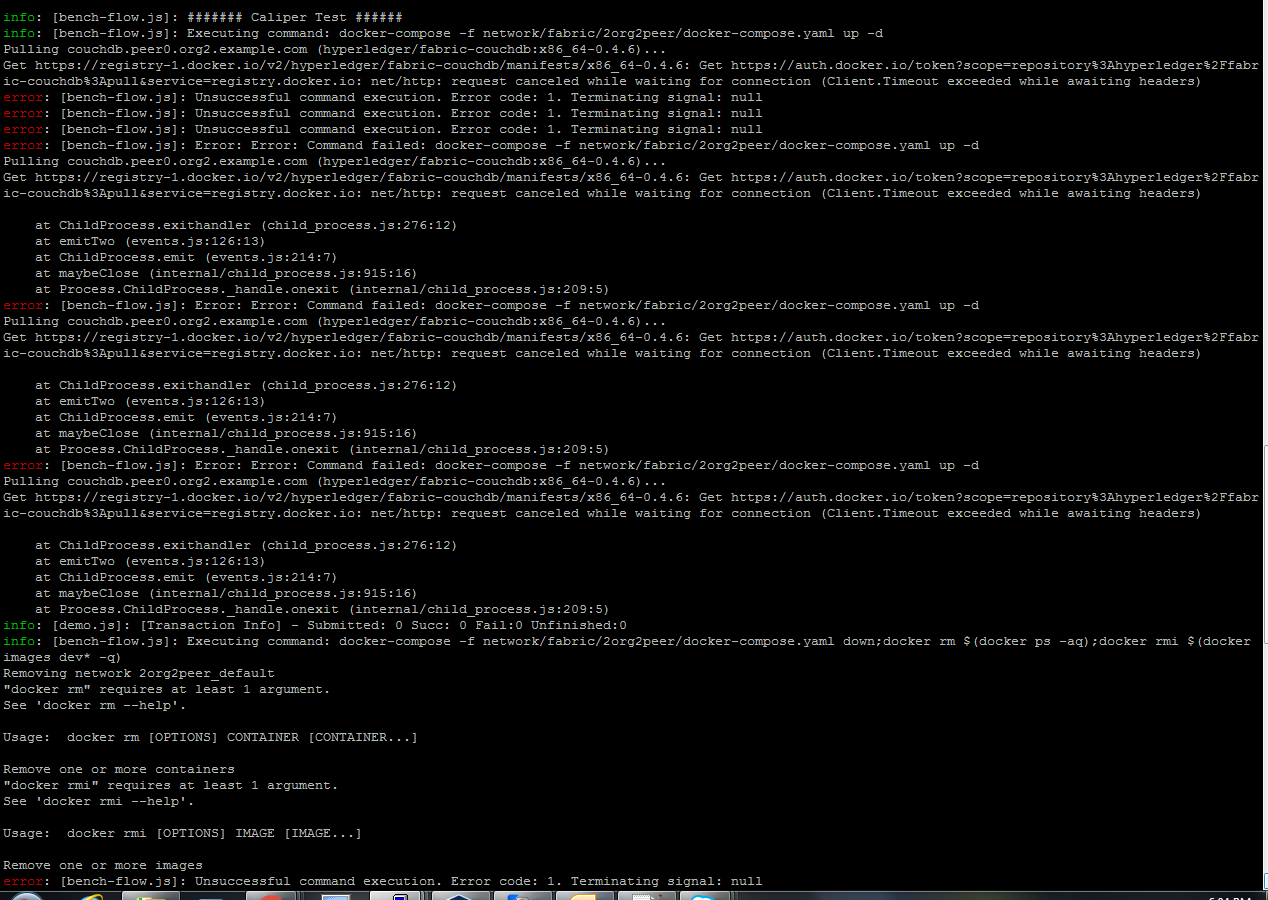 info: [bench-flow.js]: ####### Caliper Test ######
info: [bench-flow.js]: Executing command: docker-compose -f network/fabric/2org2peer/docker-compose.yaml up -d
Pulling couchdb.peer0.org2.example.com (hyperledger/fabric-couchdb:x86_64-0.4.6)...
Get https://registry-1.docker.io/v2/hyperledger/fabric-couchdb/manifests/x86_64-0.4.6: Get https://auth.docker.io/token?scope=repository%3Ahyperledger%2Ffabr
ic-couchdb%3Apull&service=registry.docker.io: net/http: request canceled while waiting for connection (Client.Timeout exceeded while awaiting headers)
error: [bench-flow.js]: Unsuccessful command execution. Error code: 1. Terminating signal: null
error: [bench-flow.js]: Unsuccessful command execution. Error code: 1. Terminating signal: null
error: [bench-flow.js]: Unsuccessful command execution. Error code: 1. Terminating signal: null
error: [bench-flow.js]: Error: Error: Command failed: docker-compose -f network/fabric/2org2peer/docker-compose.yaml up -d
Pulling couchdb.peer0.org2.example.com (hyperledger/fabric-couchdb:x86_64-0.4.6)...
Get https://registry-1.docker.io/v2/hyperledger/fabric-couchdb/manifests/x86_64-0.4.6: Get https://auth.docker.io/token?scope=repository%3Ahyperledger%2Ffabr
ic-couchdb%3Apull&service=registry.docker.io: net/http: request canceled while waiting for connection (Client.Timeout exceeded while awaiting headers)
at ChildProcess.exithandler (child_process.js:276:12)
at emitTwo (events.js:126:13)
at ChildProcess.emit (events.js:214:7)
at maybeClose (internal/child_process.js:915:16)
at Process.ChildProcess._handle.onexit (internal/child_process.js:209:5)
error: [bench-flow.js]: Error: Error: Command failed: docker-compose -f network/fabric/2org2peer/docker-compose.yaml up -d
Pulling couchdb.peer0.org2.example.com (hyperledger/fabric-couchdb:x86_64-0.4.6)...
Get https://registry-1.docker.io/v2/hyperledger/fabric-couchdb/manifests/x86_64-0.4.6: Get https://auth.docker.io/token?scope=repository%3Ahyperledger%2Ffabr
ic-couchdb%3Apull&service=registry.docker.io: net/http: request canceled while waiting for connection (Client.Timeout exceeded while awaiting headers)
at ChildProcess.exithandler (child_process.js:276:12)
at emitTwo (events.js:126:13)
at ChildProcess.emit (events.js:214:7)
at maybeClose (internal/child_process.js:915:16)
at Process.ChildProcess._handle.onexit (internal/child_process.js:209:5)
error: [bench-flow.js]: Error: Error: Command failed: docker-compose -f network/fabric/2org2peer/docker-compose.yaml up -d
Pulling couchdb.peer0.org2.example.com (hyperledger/fabric-couchdb:x86_64-0.4.6)...
Get https://registry-1.docker.io/v2/hyperledger/fabric-couchdb/manifests/x86_64-0.4.6: Get https://auth.docker.io/token?scope=repository%3Ahyperledger%2Ffabr
ic-couchdb%3Apull&service=registry.docker.io: net/http: request canceled while waiting for connection (Client.Timeout exceeded while awaiting headers)
at ChildProcess.exithandler (child_process.js:276:12)
at emitTwo (events.js:126:13)
at ChildProcess.emit (events.js:214:7)
at maybeClose (internal/child_process.js:915:16)
at Process.ChildProcess._handle.onexit (internal/child_process.js:209:5)
info: [demo.js]: [Transaction Info] - Submitted: 0 Succ: 0 Fail:0 Unfinished:0
info: [bench-flow.js]: Executing command: docker-compose -f network/fabric/2org2peer/docker-compose.yaml down;docker rm $(docker ps -aq);docker rmi $(docker
images dev* -q)
Removing network 2org2peer_default
"docker rm" requires at least 1 argument.
See 'docker rm --help'.
Usage:  docker rm [OPTIONS] CONTAINER [CONTAINER...]
Remove one or more containers
"docker rmi" requires at least 1 argument.
See 'docker rmi --help'.
Usage:  docker rmi [OPTIONS] IMAGE [IMAGE...]
Remove one or more images
error: [bench-flow.js]: Unsuccessful command execution. Error code: 1. Terminating signal: null